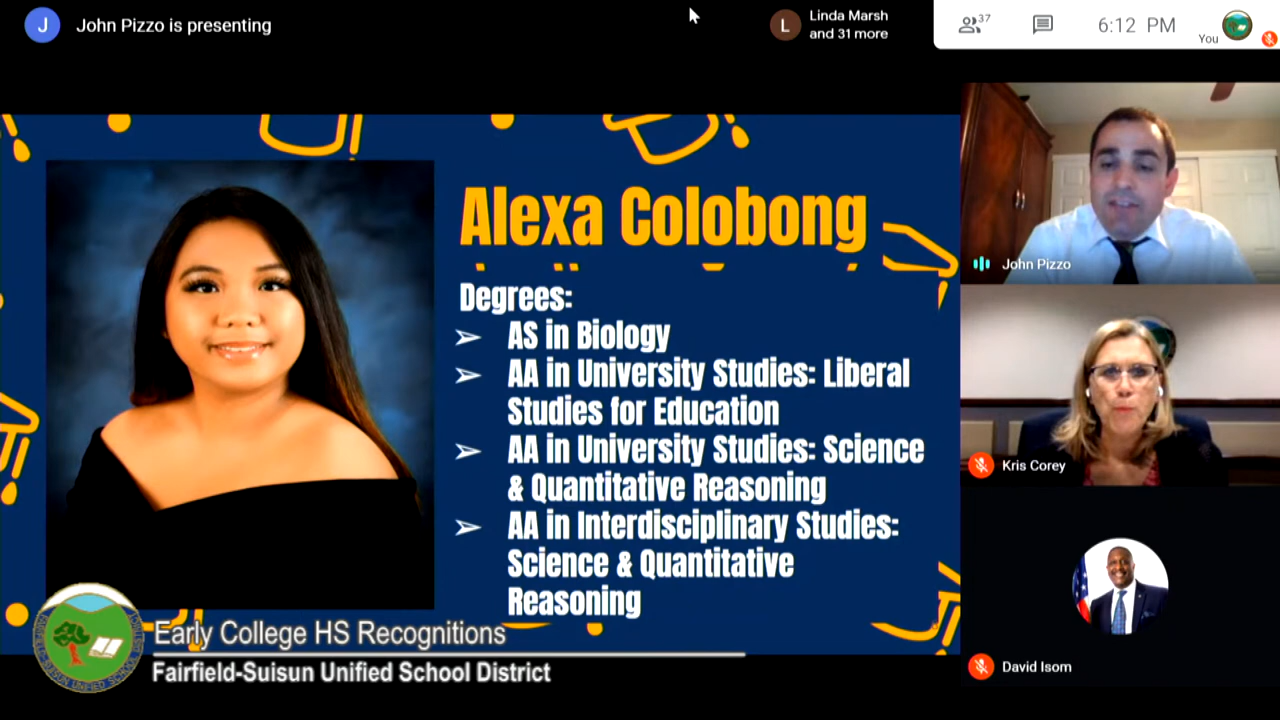 J
John Pizzo is presenting
L
Linda Marsh
and 31 more
37
6:12 PM
You
Alexa Colobong
Degrees:
➢ AS in Biology
➢ AA in University Studies: Liberal
Studies for Education
➢ AA in University Studies: Science
& Quantitative Reasoning
➢ AA in Interdisciplinary Studies:
Science & Quantitative
Reasoning
John Pizzo
Kris Corey
David Isom
Early College HS Recognitions
Fairfield-Suisun Unified School District